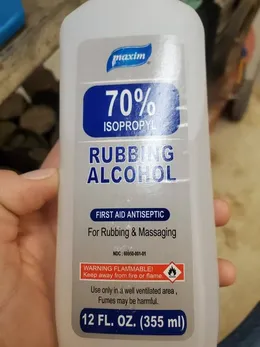 maxim
70%
ISOPROPYL
RUBBING
ALCOHOL
FIRST AID ANTISEPTIC
For Rubbing & Massaging
WARNING FLAMMABLE!
Keep away from fire or flame.
Use only in a well ventilated area,
Fumes may be harmful.
12 FL. OZ. (355 ml)